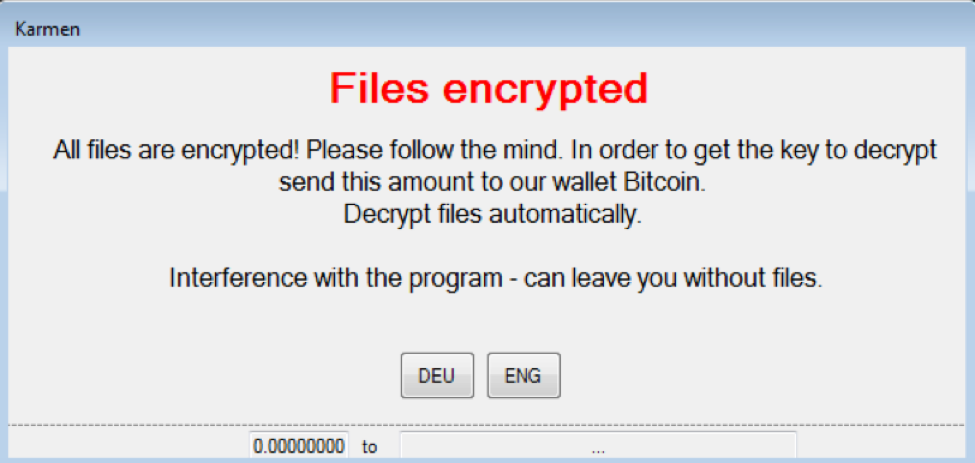 Karmen
Files encrypted
All files are encrypted! Please follow the mind. In order to get the key to decrypt
send this amount to our wallet Bitcoin.
Decrypt files automatically.
Interference with the program - can leave you without files.
DEU ENG
0.00000000 to ...